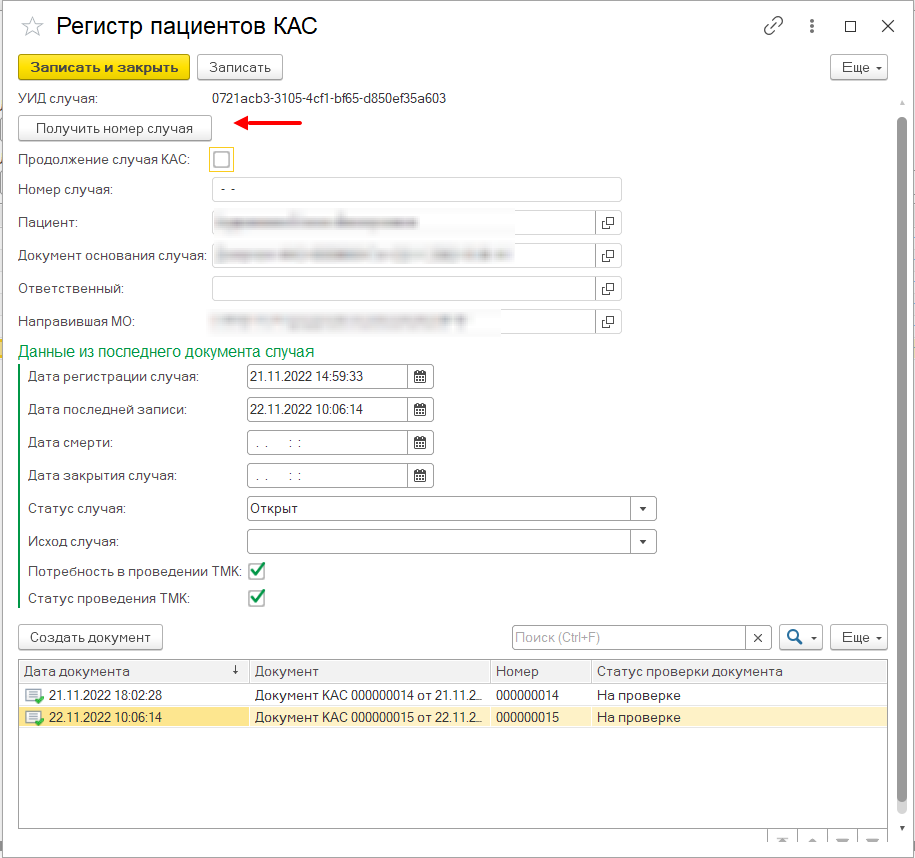 Регистр пациентов КАС
Записать и закрыть Записать Еще
УИД случая: 0721acb3-3105-4cf1-bf65-d850ef35a603
Получить номер случая
Продолжение случая КАС:
Номер случая: - -
Пациент:
Документ основания случая:
Ответственный:
Направившая МО:
Данные из последнего документа случая
Дата регистрации случая: 21.11.2022 14:59:33
Дата последней записи: 22.11.2022 10:06:14
Дата смерти: . . : :
Дата закрытия случая: . . : :
Статус случая: Открыт
Исход случая:
Потребность в проведении ТМК:
Статус проведения ТМК:
Создать документ Поиск (Ctrl+F) Еще
Дата документа Документ Номер Статус проверки документа
21.11.2022 18:02:28 Документ КАС 000000014 от 21.11.2... 000000014 На проверке
22.11.2022 10:06:14 Документ КАС 000000015 от 22.11.2... 000000015 На проверке